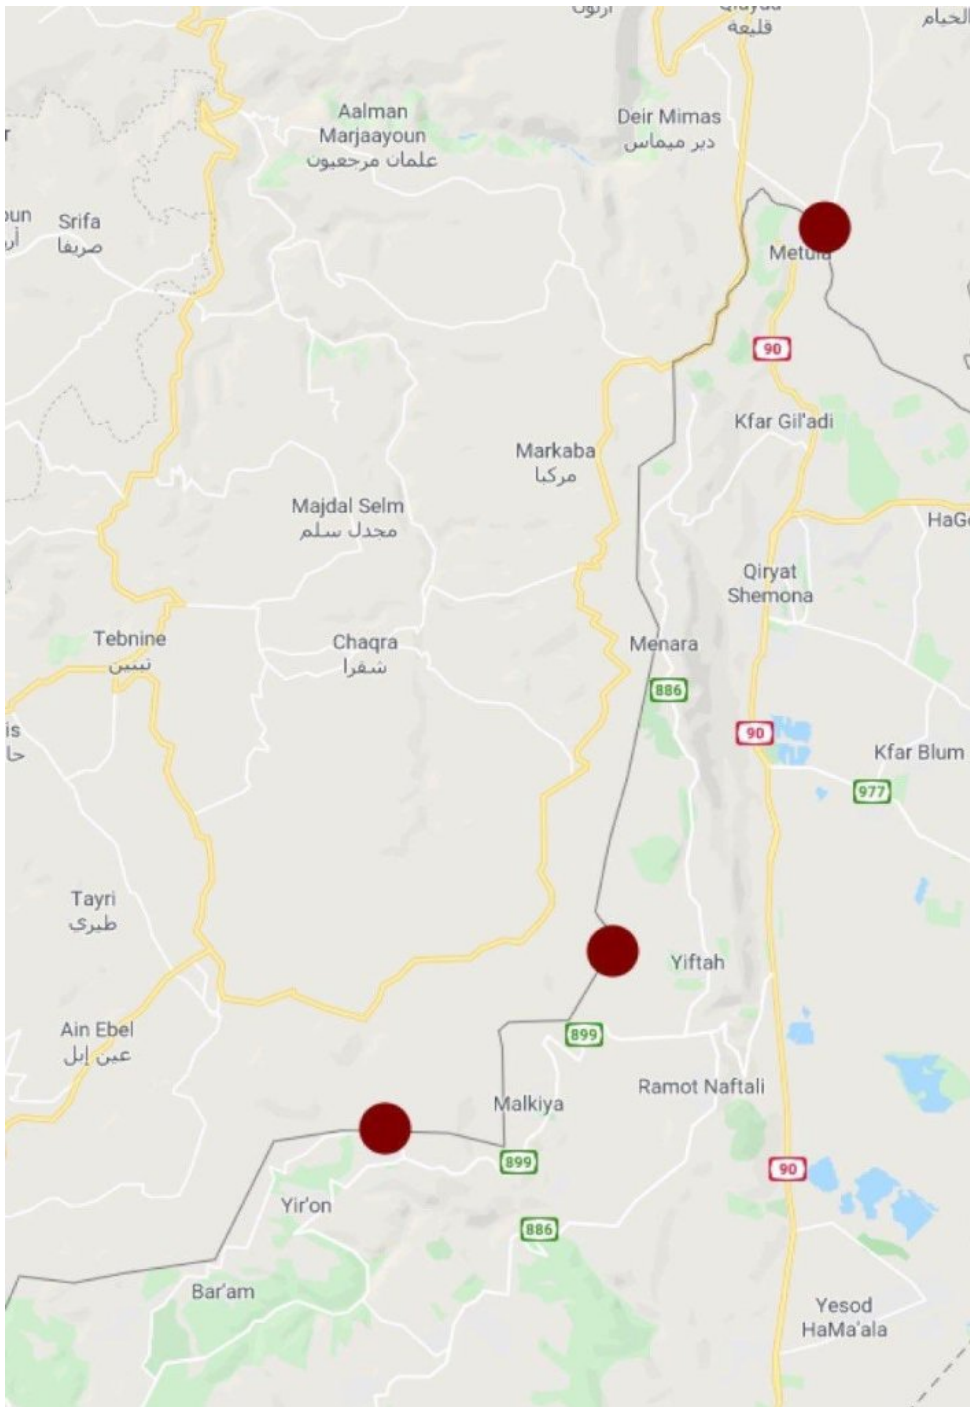 قليعة
Deir Mimas
دير ميماس
Aalman
Marjaayoun
علمان مرجعيون
Srifa
صريفا
Metula
90
Kfar Gil'adi
Markaba
مركبا
Majdal Selm
مجدل سلم
Qiryat
Shemona
Tebnine
تبنين
Chaqra
شقرا
Menara
886
90
Kfar Blum
977
Tayri
طيري
Yiftah
Ain Ebel
عين إبل
899
Ramot Naftali
Malkiya
899
90
Yir'on
886
Bar'am
Yesod
HaMa'ala